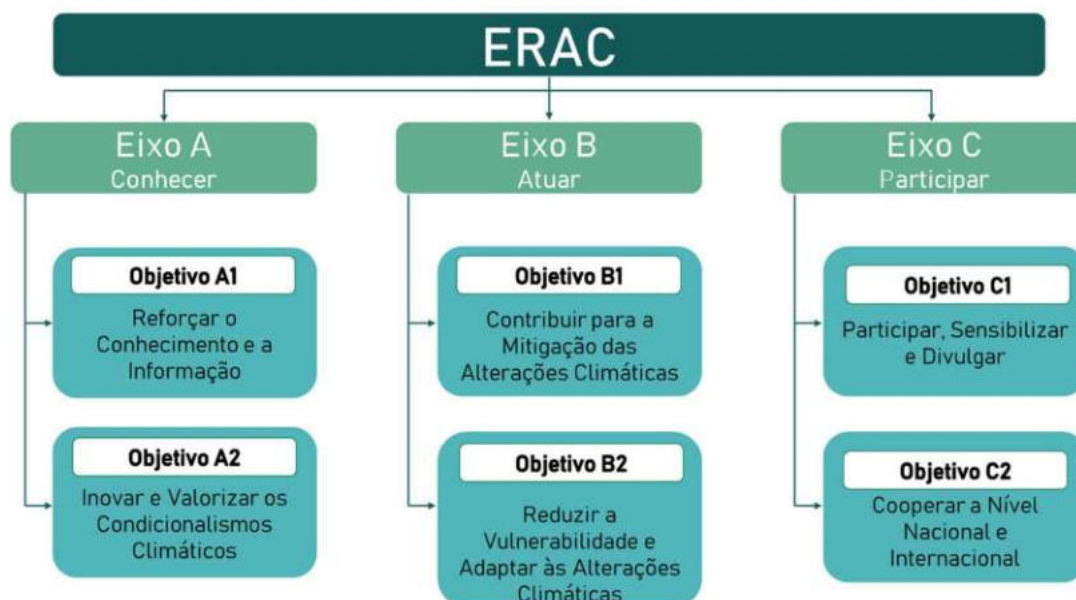 ERAC
Eixo A
Conhecer
Objetivo A1
Reforçar o
Conhecimento e a
Informação
Objetivo A2
Inovar e Valorizar os
Condicionalismos
Climáticos
Eixo B
Atuar
Objetivo B1
Contribuir para a
Mitigação das
Alterações Climáticas
Objetivo B2
Reduzir a
Vulnerabilidade e
Adaptar às Alterações
Climáticas
Eixo C
Participar
Objetivo C1
Participar, Sensibilizar
e Divulgar
Objetivo C2
Cooperar a Nível
Nacional e
Internacional